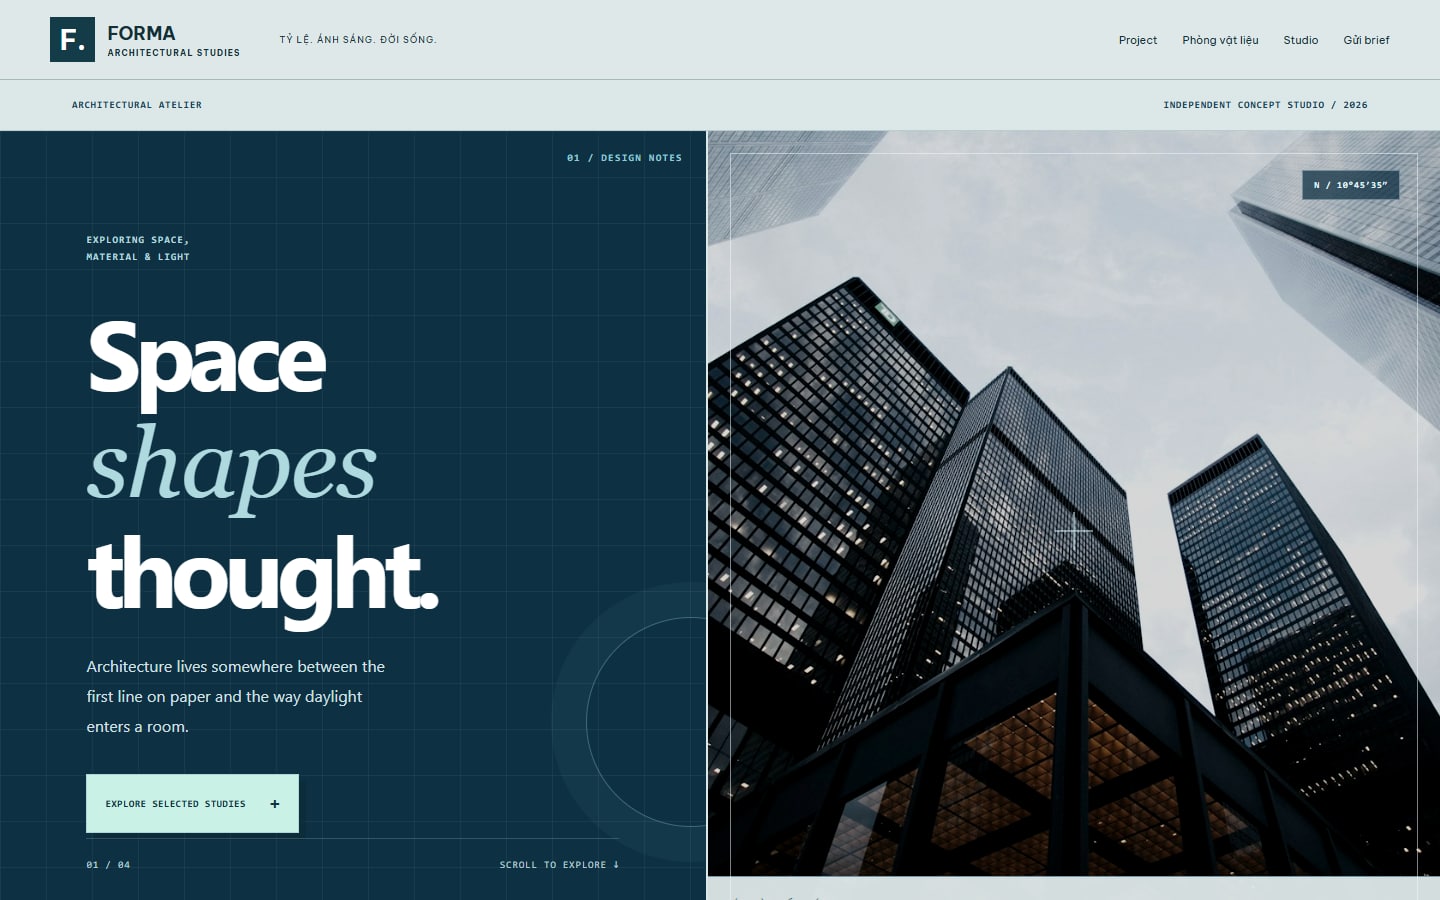 F.
FORMA
ARCHITECTURAL STUDIES
TỶ LỆ. ÁNH SÁNG. ĐỜI SỐNG.
Project
Phòng vật liệu
Studio
Gửi brief
ARCHITECTURAL ATELIER
INDEPENDENT CONCEPT STUDIO / 2026
01 / DESIGN NOTES
N / 10°45′35″
EXPLORING SPACE,
MATERIAL & LIGHT
Space
shapes
thought.
Architecture lives somewhere between the
first line on paper and the way daylight
enters a room.
EXPLORE SELECTED STUDIES +
01 / 04
SCROLL TO EXPLORE ↓